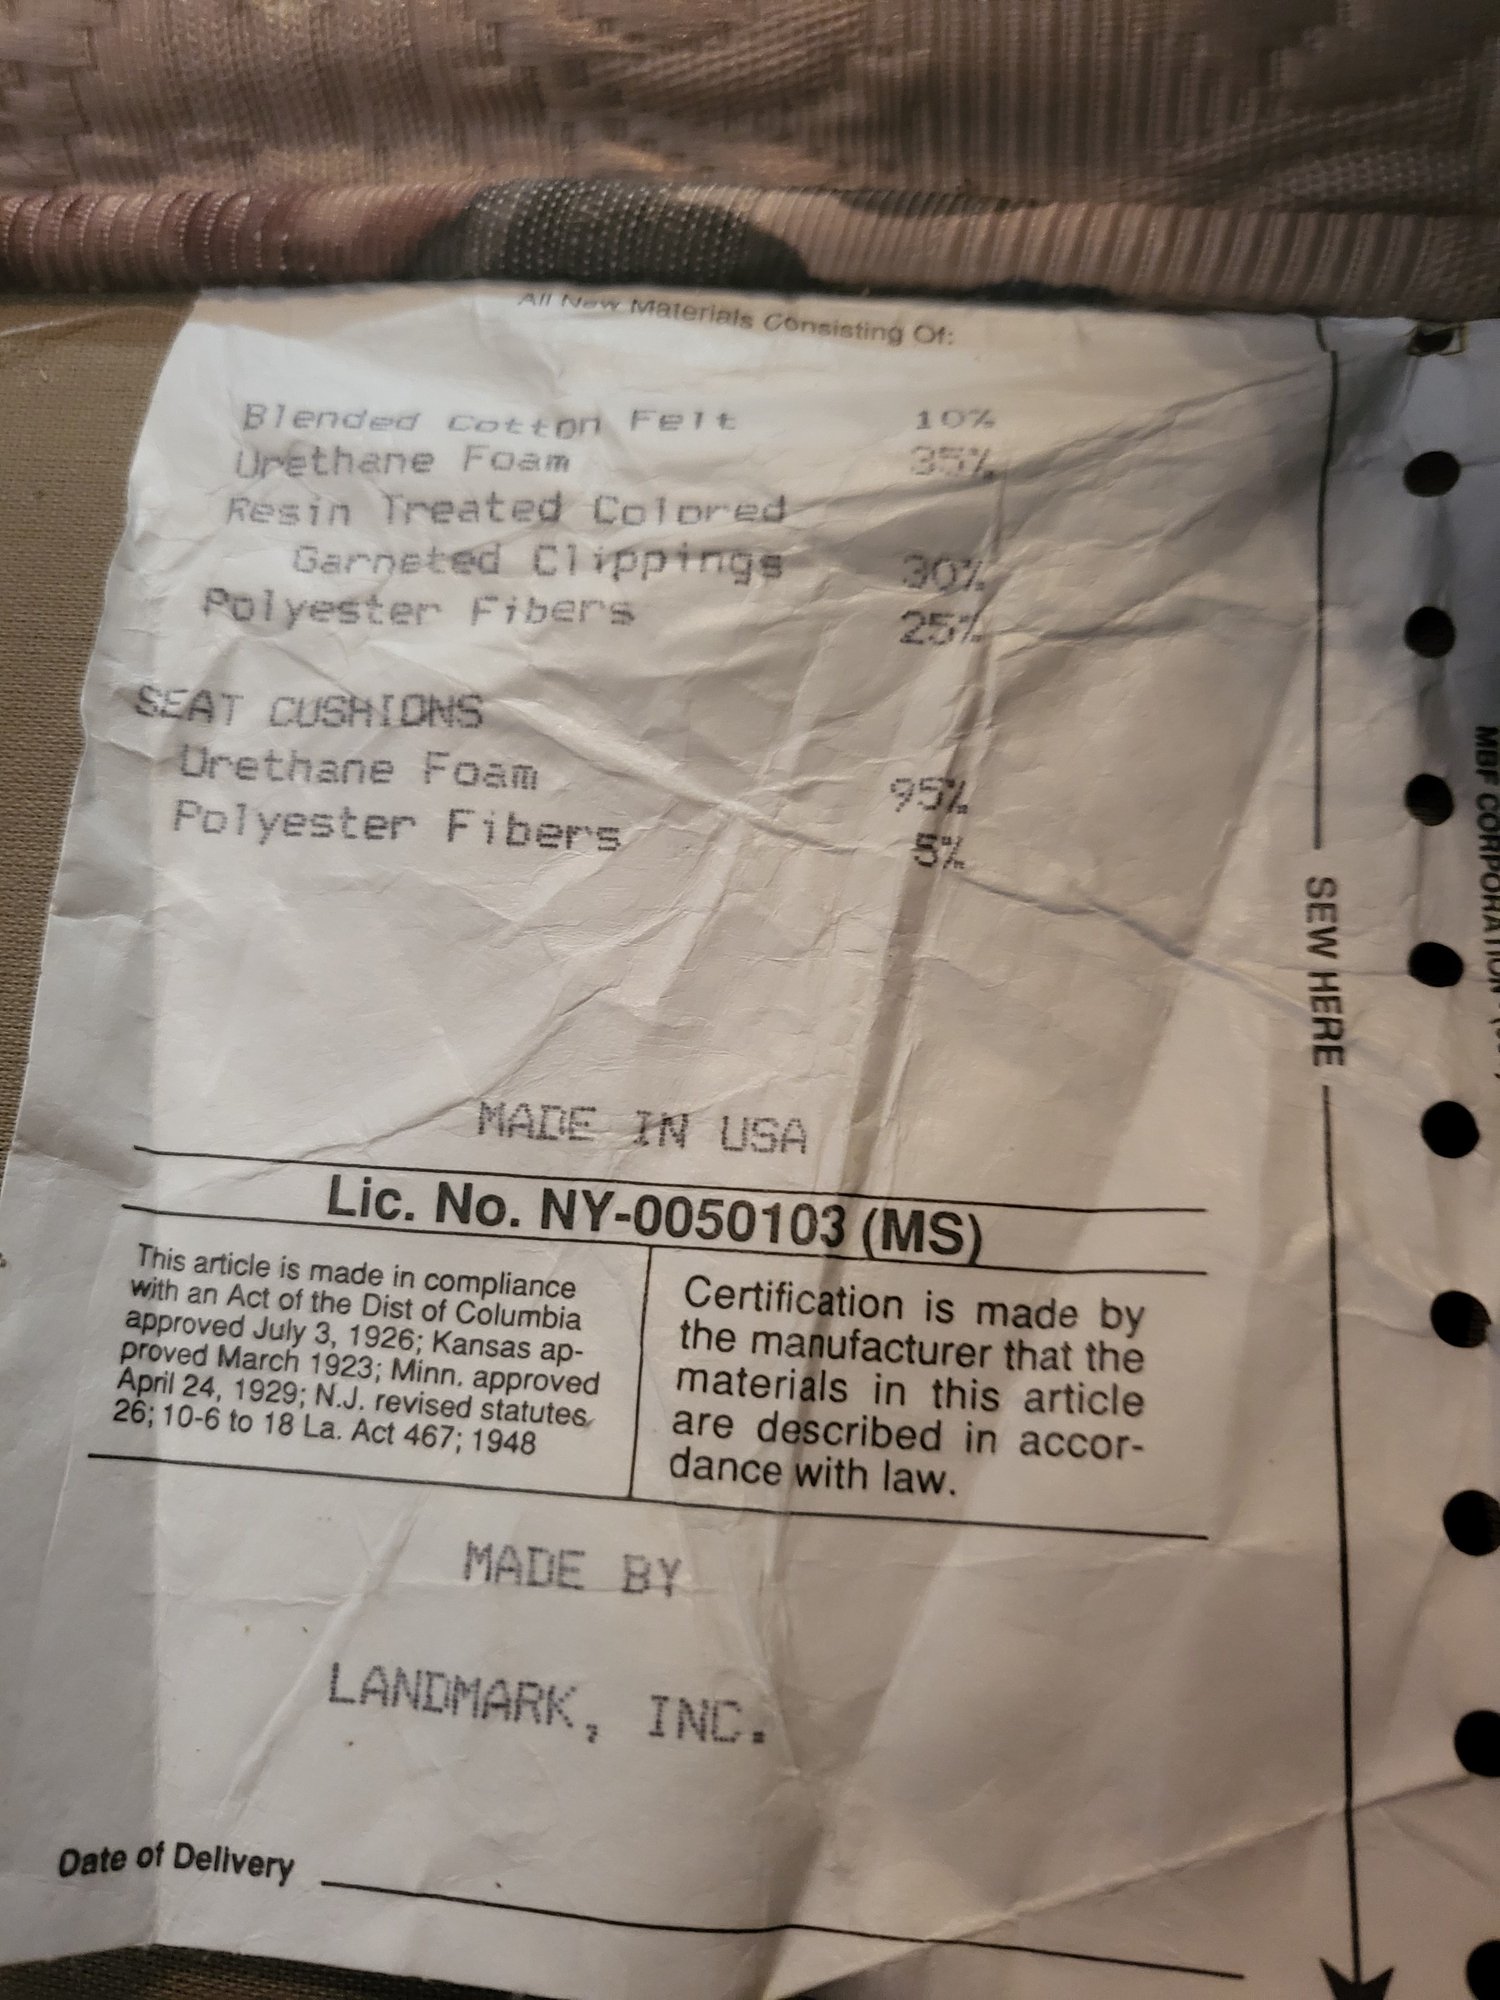 All New Materials Consisting Of:
Blended Cotton Felt 10%
Urethane Foam 35%
Resin Treated Colored
Garneted Clippings 30%
Polyester Fibers 25%
SEAT CUSHIONS
Urethane Foam 95%
Polyester Fibers 5%
MADE IN USA
Lic. No. NY-0050103 (MS)
This article is made in compliance
with an Act of the Dist of Columbia
approved July 3, 1926; Kansas ap-
proved March 1923; Minn. approved
April 24, 1929; N.J. revised statutes
26; 10-6 to 18 La. Act 467; 1948
Certification is made by
the manufacturer that the
materials in this article
are described in accor-
dance with law.
MADE BY
LANDMARK, INC.
Date of Delivery
SEW HERE
MBF CORPORATION